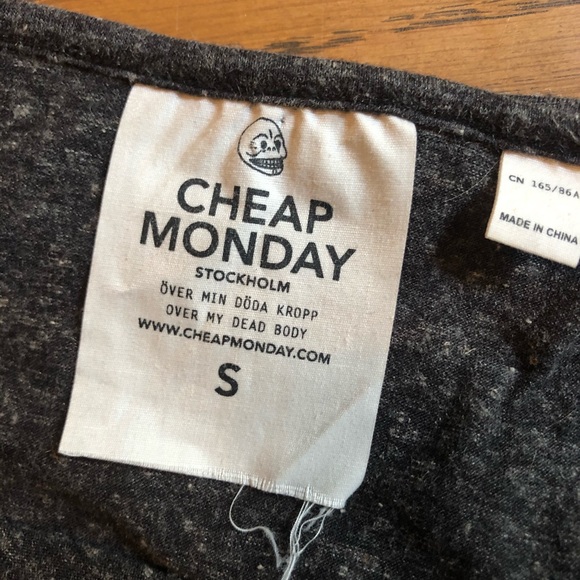 CHEAP
MONDAY
STOCKHOLM
ÖVER MIN DÖDA KROPP
OVER MY DEAD BODY
WWW.CHEAPMONDAY.COM
S
CN 165/86A
MADE IN CHINA